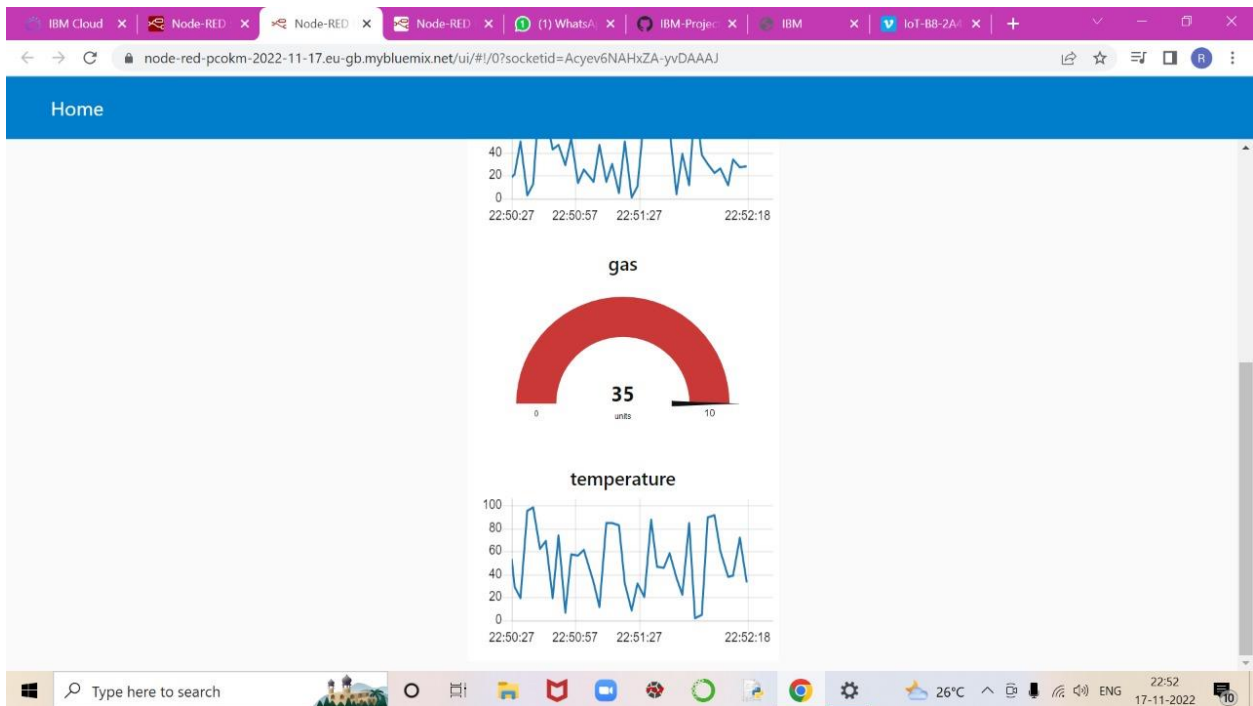 IBM Cloud
Node-RED
Node-RED
Node-RED
(1) WhatsA
IBM-Projec
IBM
IoT-B8-2A4
node-red-pcokm-2022-11-17.eu-gb.mybluemix.net/ui/#!/0?socketid=Acyev6NAHxZA-yvDAAAJ
R
Home
40
20
0
22:50:27 22:50:57 22:51:27 22:52:18
gas
35
units
0 10
temperature
100
80
60
40
20
0
22:50:27 22:50:57 22:51:27 22:52:18
Type here to search
26°C ENG
22:52
17-11-2022
10